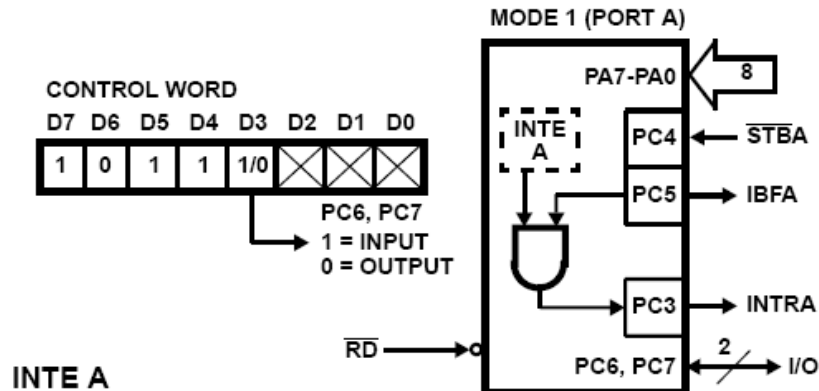 MODE 1 (PORT A)
PA7-PA0
8
CONTROL WORD
D7 D6 D5 D4 D3 D2 D1 D0
1 0 1 1 1/0
INTE
A
PC4
STBA
PC5
IBFA
PC6, PC7
1 = INPUT
0 = OUTPUT
PC3
INTRA
RD
PC6, PC7
2
I/O
INTE A